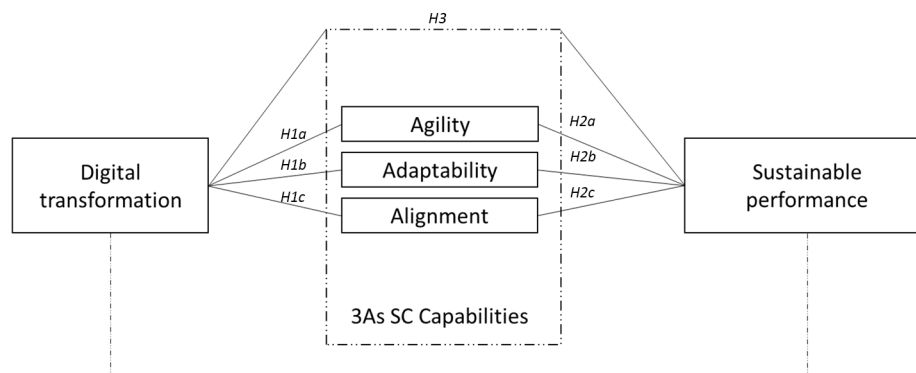 H3
Digital
transformation
H1a
H1b
H1c
Agility
Adaptability
Alignment
3As SC Capabilities
H2a
H2b
H2c
Sustainable
performance